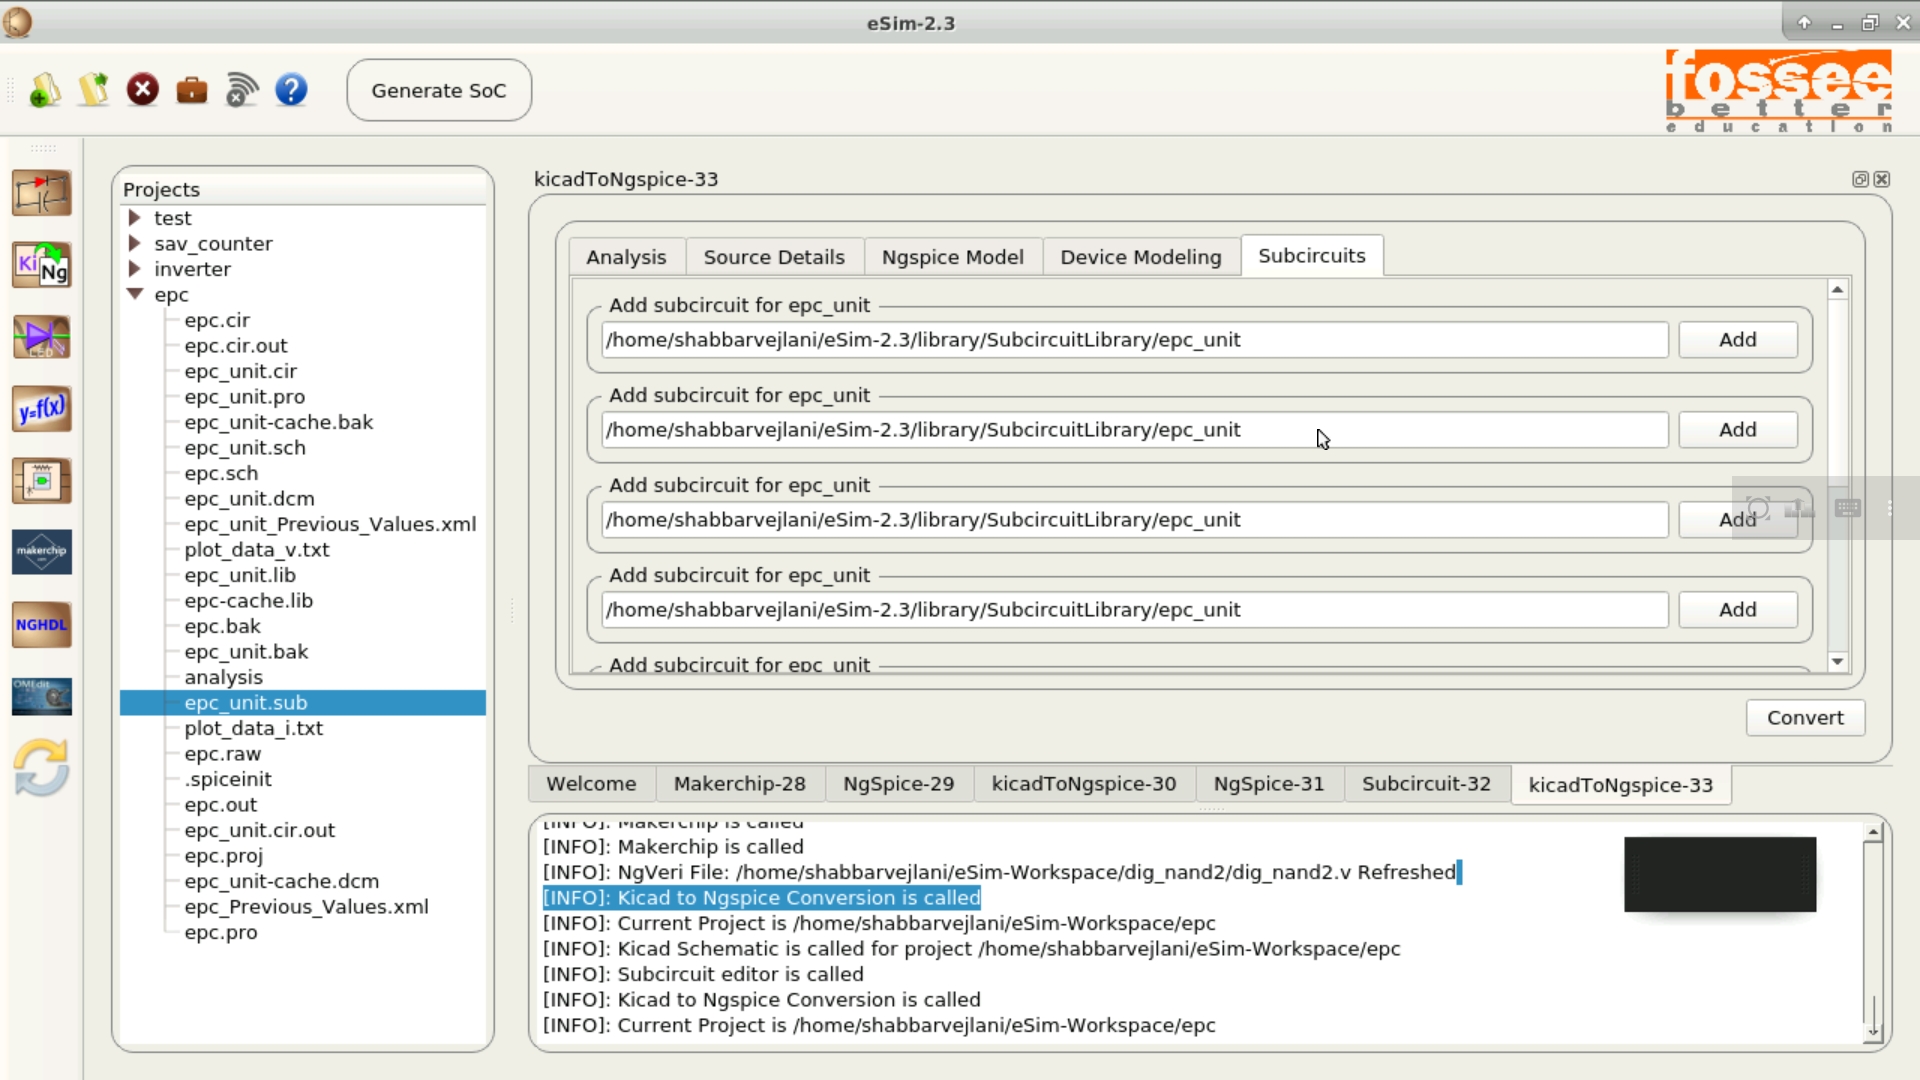 eSim-2.3
Generate SoC
fossee
better
education
Projects
test
sav_counter
inverter
epc
epc.cir
epc.cir.out
epc_unit.cir
epc_unit.pro
epc_unit-cache.bak
epc_unit.sch
epc.sch
epc_unit.dcm
epc_unit_Previous_Values.xml
plot_data_v.txt
epc_unit.lib
epc-cache.lib
epc.bak
epc_unit.bak
analysis
epc_unit.sub
plot_data_i.txt
epc.raw
.spiceinit
epc.out
epc_unit.cir.out
epc.proj
epc_unit-cache.dcm
epc_Previous_Values.xml
epc.pro
Ki
Ng
LED
y=f(x)
makerchip
NGHDL
OMEdit
kicadToNgspice-33
Analysis Source Details Ngspice Model Device Modeling Subcircuits
Add subcircuit for epc_unit
/home/shabbarvejlani/eSim-2.3/library/SubcircuitLibrary/epc_unit Add
Add subcircuit for epc_unit
/home/shabbarvejlani/eSim-2.3/library/SubcircuitLibrary/epc_unit Add
Add subcircuit for epc_unit
/home/shabbarvejlani/eSim-2.3/library/SubcircuitLibrary/epc_unit Add
Add subcircuit for epc_unit
/home/shabbarvejlani/eSim-2.3/library/SubcircuitLibrary/epc_unit Add
Add subcircuit for epc_unit
Convert
Welcome Makerchip-28 NgSpice-29 kicadToNgspice-30 NgSpice-31 Subcircuit-32 kicadToNgspice-33
[INFO]: Makerchip is called
[INFO]: Makerchip is called
[INFO]: NgVeri File: /home/shabbarvejlani/eSim-Workspace/dig_nand2/dig_nand2.v Refreshed
[INFO]: Kicad to Ngspice Conversion is called
[INFO]: Current Project is /home/shabbarvejlani/eSim-Workspace/epc
[INFO]: Kicad Schematic is called for project /home/shabbarvejlani/eSim-Workspace/epc
[INFO]: Subcircuit editor is called
[INFO]: Kicad to Ngspice Conversion is called
[INFO]: Current Project is /home/shabbarvejlani/eSim-Workspace/epc